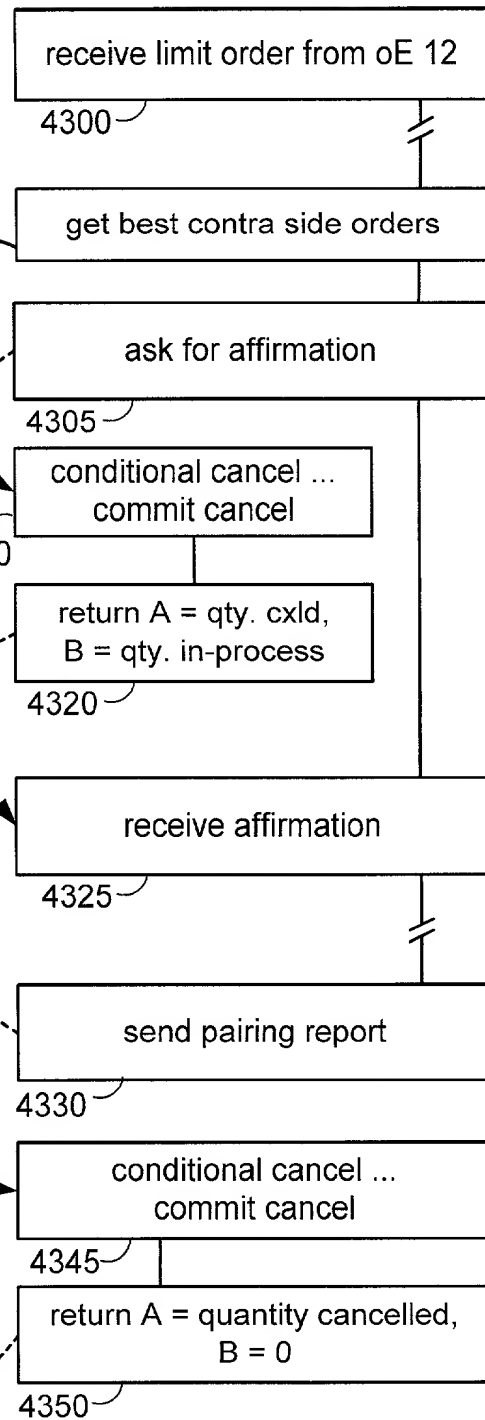 receive limit order from oE 12
4300
get best contra side orders
ask for affirmation
4305
conditional cancel ...
commit cancel
0
return A = qty. cxld,
B = qty. in-process
4320
receive affirmation
4325
send pairing report
4330
conditional cancel ...
commit cancel
4345
return A = quantity cancelled,
B = 0
4350